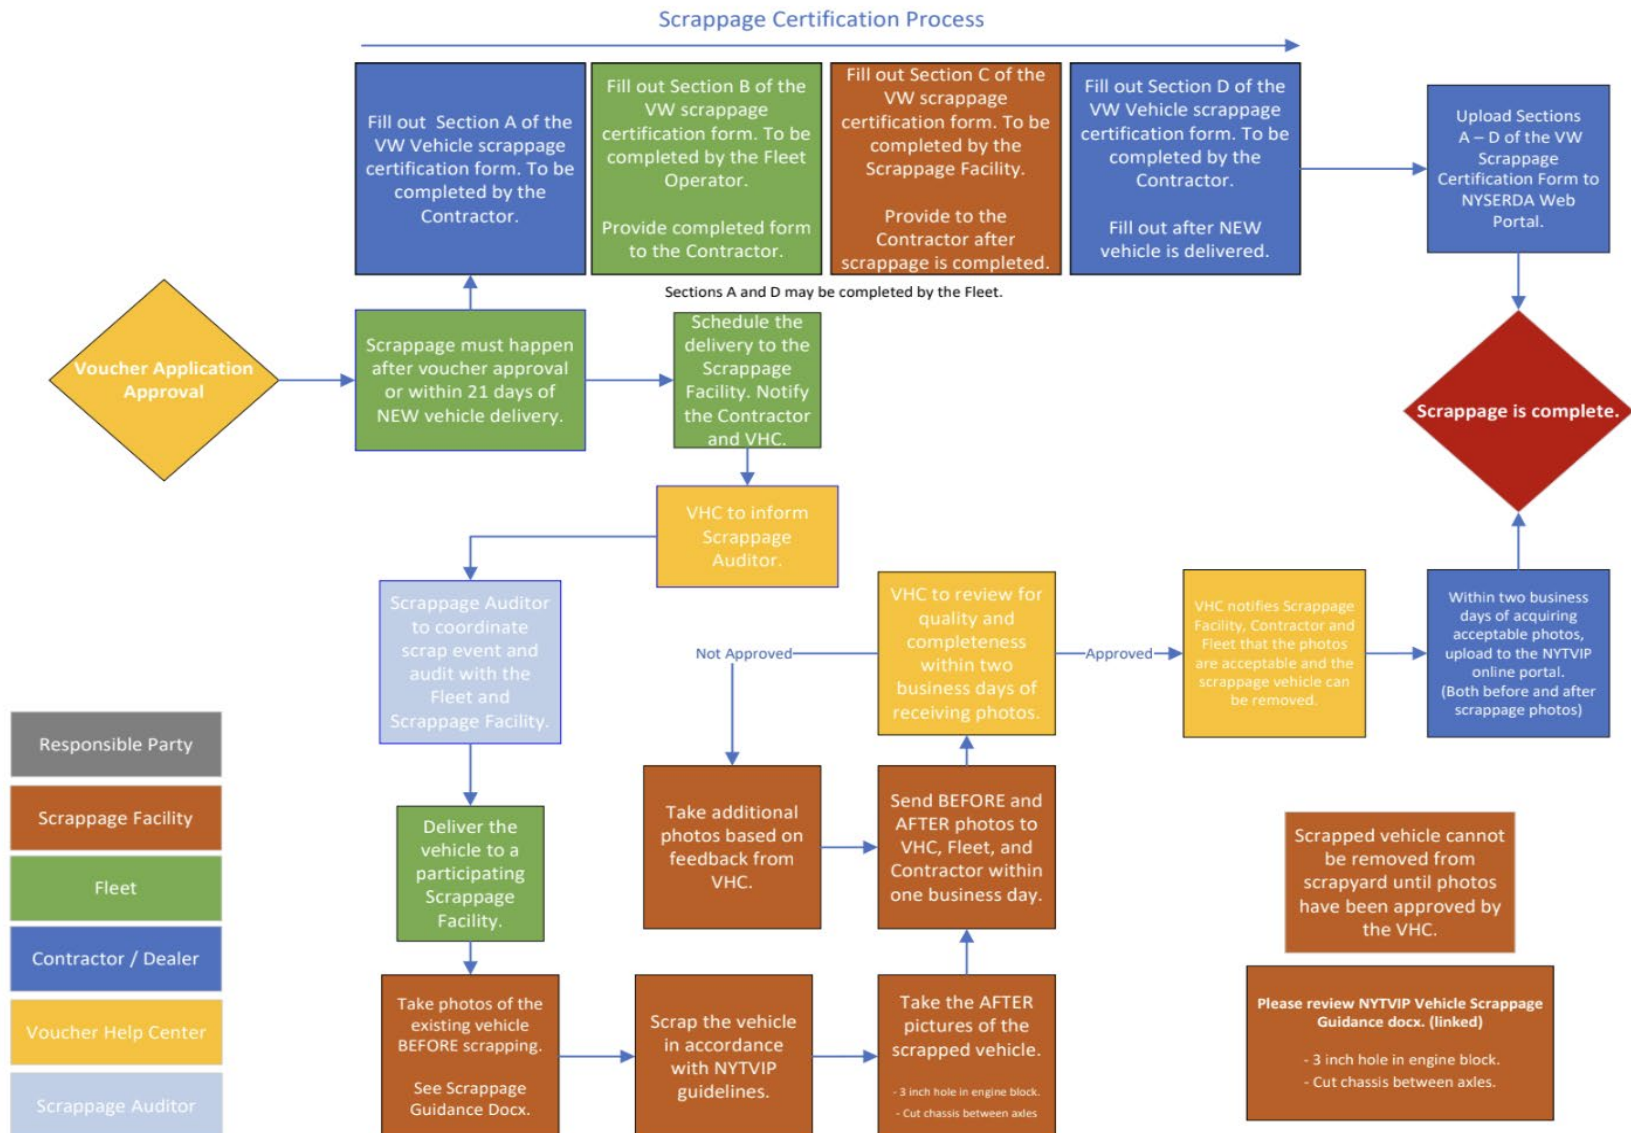 Scrappage Certification Process
Fill out Section A of the
VW Vehicle scrappage
certification form. To be
completed by the
Contractor.
Fill out Section B of the
VW scrappage
certification form. To be
completed by the Fleet
Operator.
Provide completed form
to the Contractor.
Fill out Section C of the
VW scrappage
certification form. To be
completed by the
Scrappage Facility.
Provide to the
Contractor after
scrappage is completed.
Fill out Section D of the
VW Vehicle scrappage
certification form. To be
completed by the
Contractor.
Fill out after NEW
vehicle is delivered.
Upload Sections
A – D of the VW
Scrappage
Certification Form to
NYSERDA Web
Portal.
Sections A and D may be completed by the Fleet.
Voucher Application
Approval
Scrappage must happen
after voucher approval
or within 21 days of
NEW vehicle delivery.
Schedule the
delivery to the
Scrappage
Facility. Notify
the Contractor
and VHC.
Scrappage is complete.
VHC to inform
Scrappage
Auditor.
Scrappage Auditor
to coordinate
scrap event and
audit with the
Fleet and
Scrappage Facility.
Not Approved
VHC to review for
quality and
completeness
within two
business days of
receiving photos.
Approved
VHC notifies Scrappage
Facility, Contractor and
Fleet that the photos
are acceptable and the
scrappage vehicle can
be removed.
Within two business
days of acquiring
acceptable photos,
upload to the NYTVIP
online portal.
(Both before and after
scrappage photos)
Responsible Party
Scrappage Facility
Fleet
Contractor / Dealer
Voucher Help Center
Scrappage Auditor
Deliver the
vehicle to a
participating
Scrappage
Facility.
Take additional
photos based on
feedback from
VHC.
Send BEFORE and
AFTER photos to
VHC, Fleet, and
Contractor within
one business day.
Scrapped vehicle cannot
be removed from
scrapyard until photos
have been approved by
the VHC.
Take photos of the
existing vehicle
BEFORE scrapping.
See Scrappage
Guidance Docx.
Scrap the vehicle
in accordance
with NYTVIP
guidelines.
Take the AFTER
pictures of the
scrapped vehicle.
- 3 inch hole in engine block.
- Cut chassis between axles
Please review NYTVIP Vehicle Scrappage
Guidance docx. (linked)
- 3 inch hole in engine block.
- Cut chassis between axles.